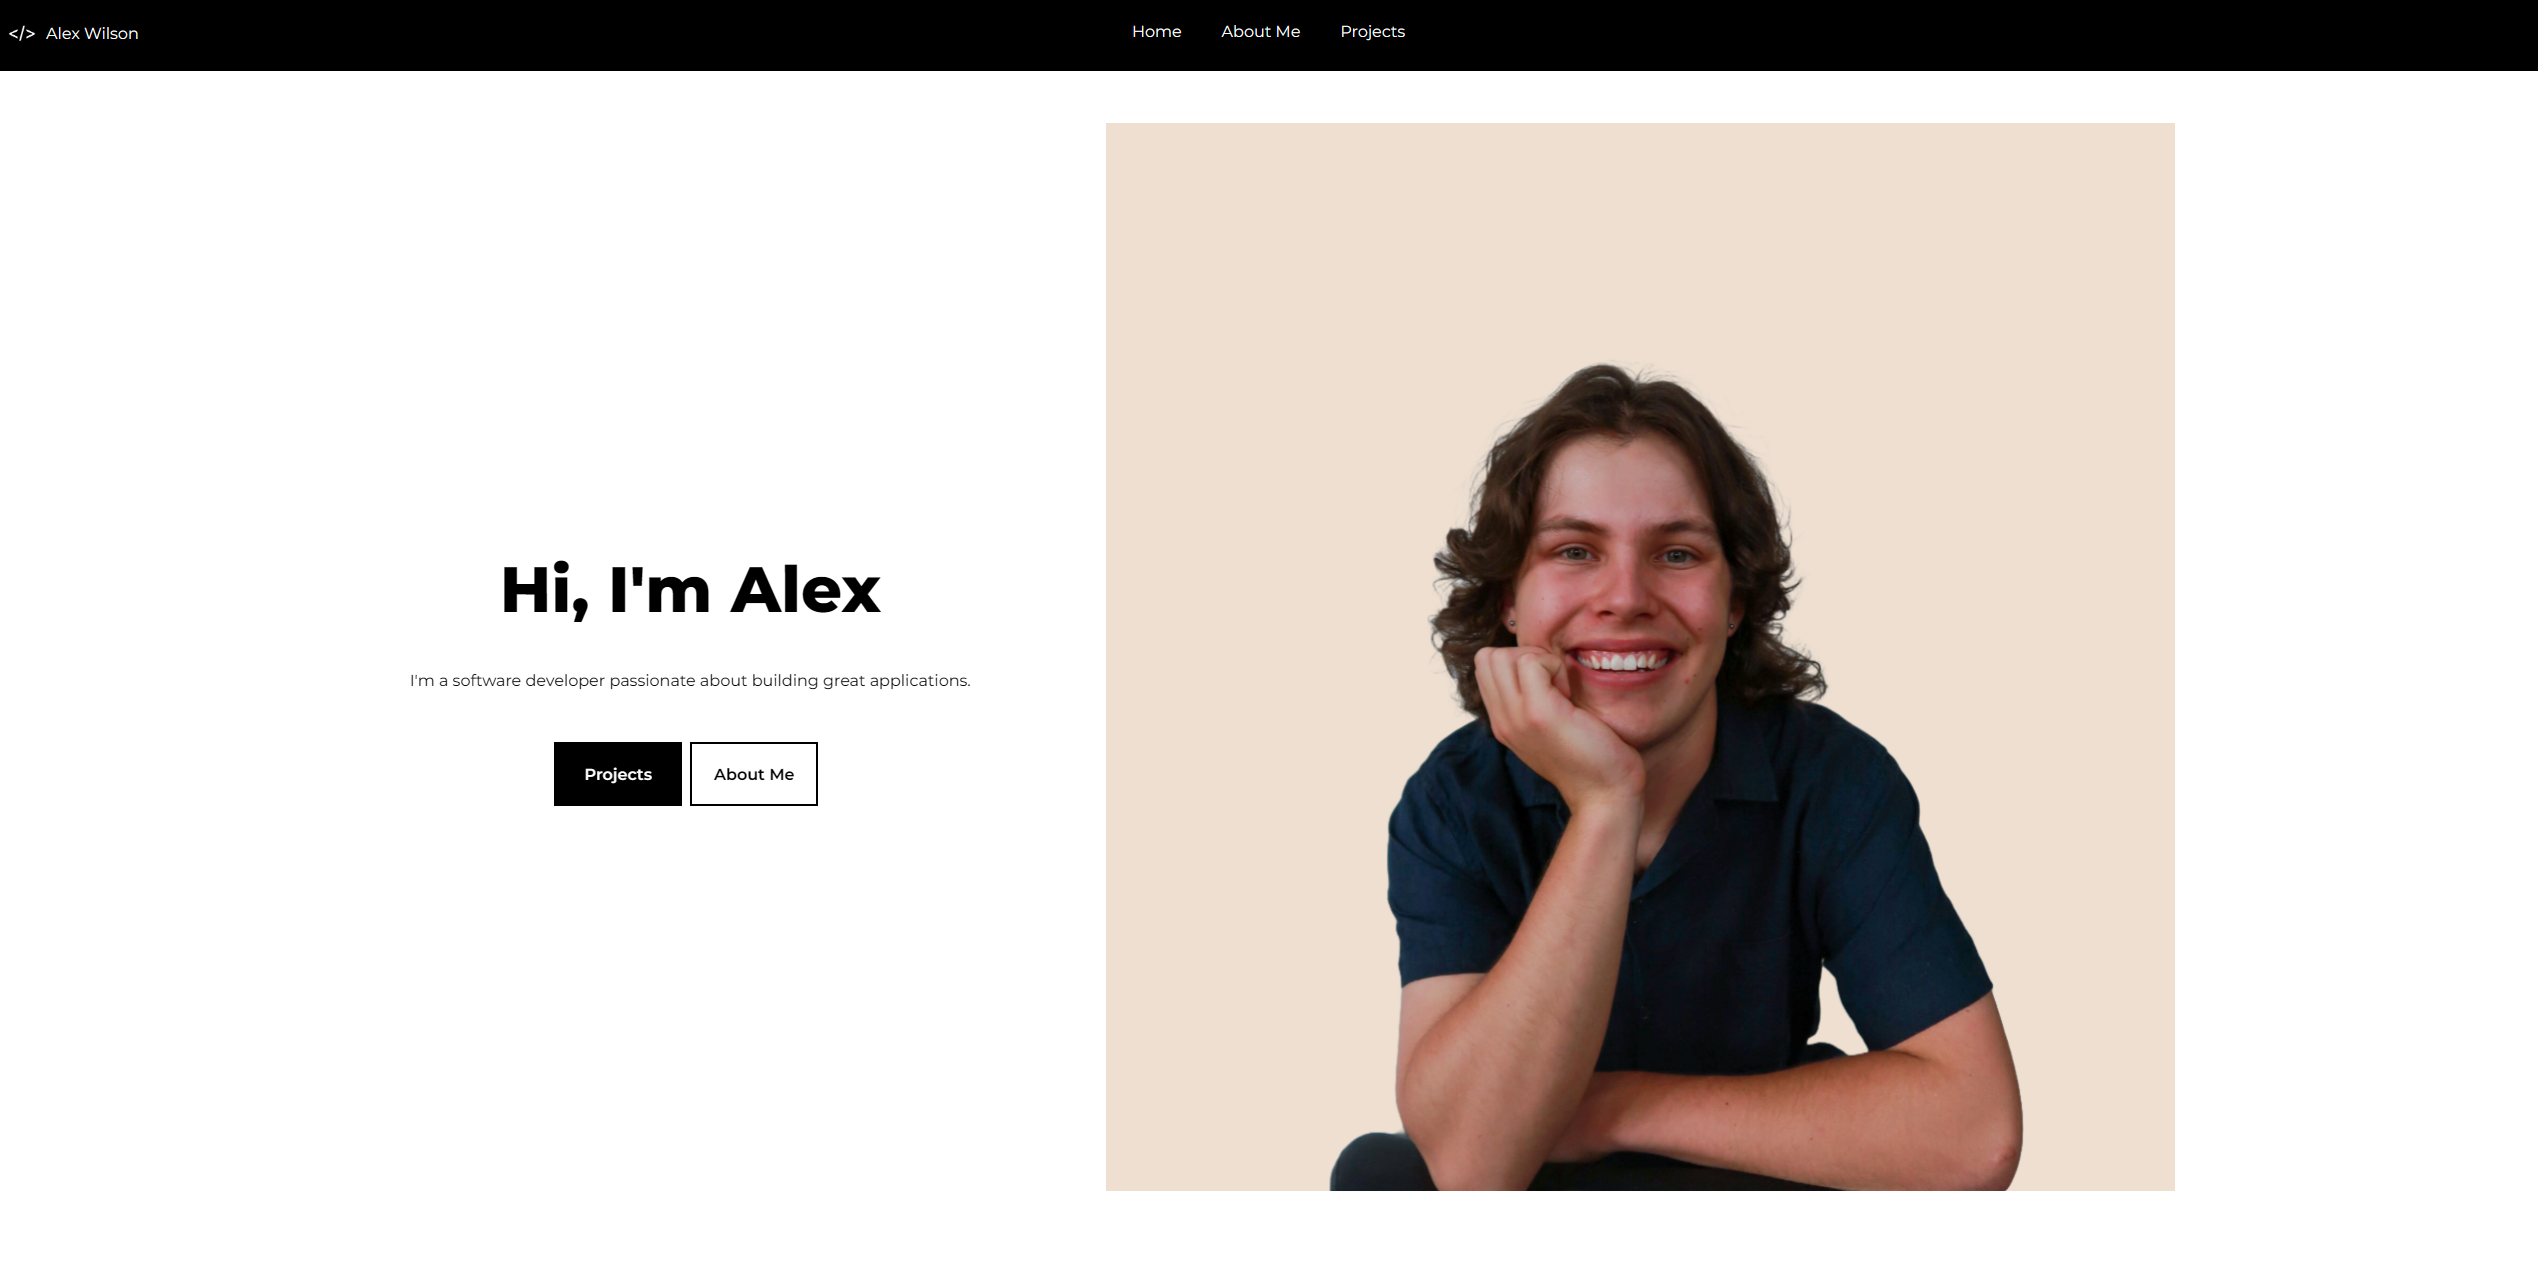 </> Alex Wilson
Home About Me Projects
Hi, I'm Alex
I'm a software developer passionate about building great applications.
Projects About Me